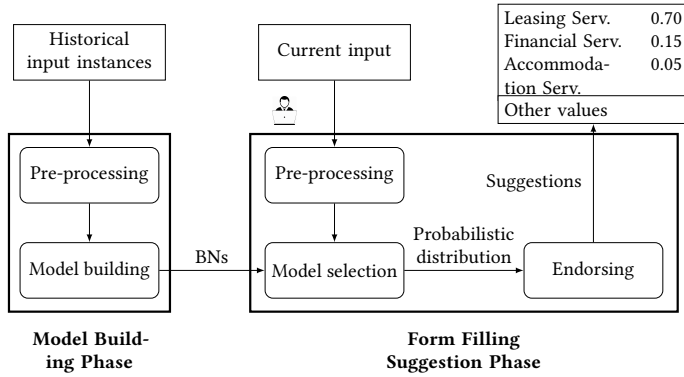 Historical
input instances
Current input
Leasing Serv. 0.70
Financial Serv. 0.15
Accommoda- 0.05
tion Serv.
Other values
Pre-processing
Pre-processing
Suggestions
Model building
BNs
Model selection
Probabilistic
distribution
Endorsing
Model Build-
ing Phase
Form Filling
Suggestion Phase